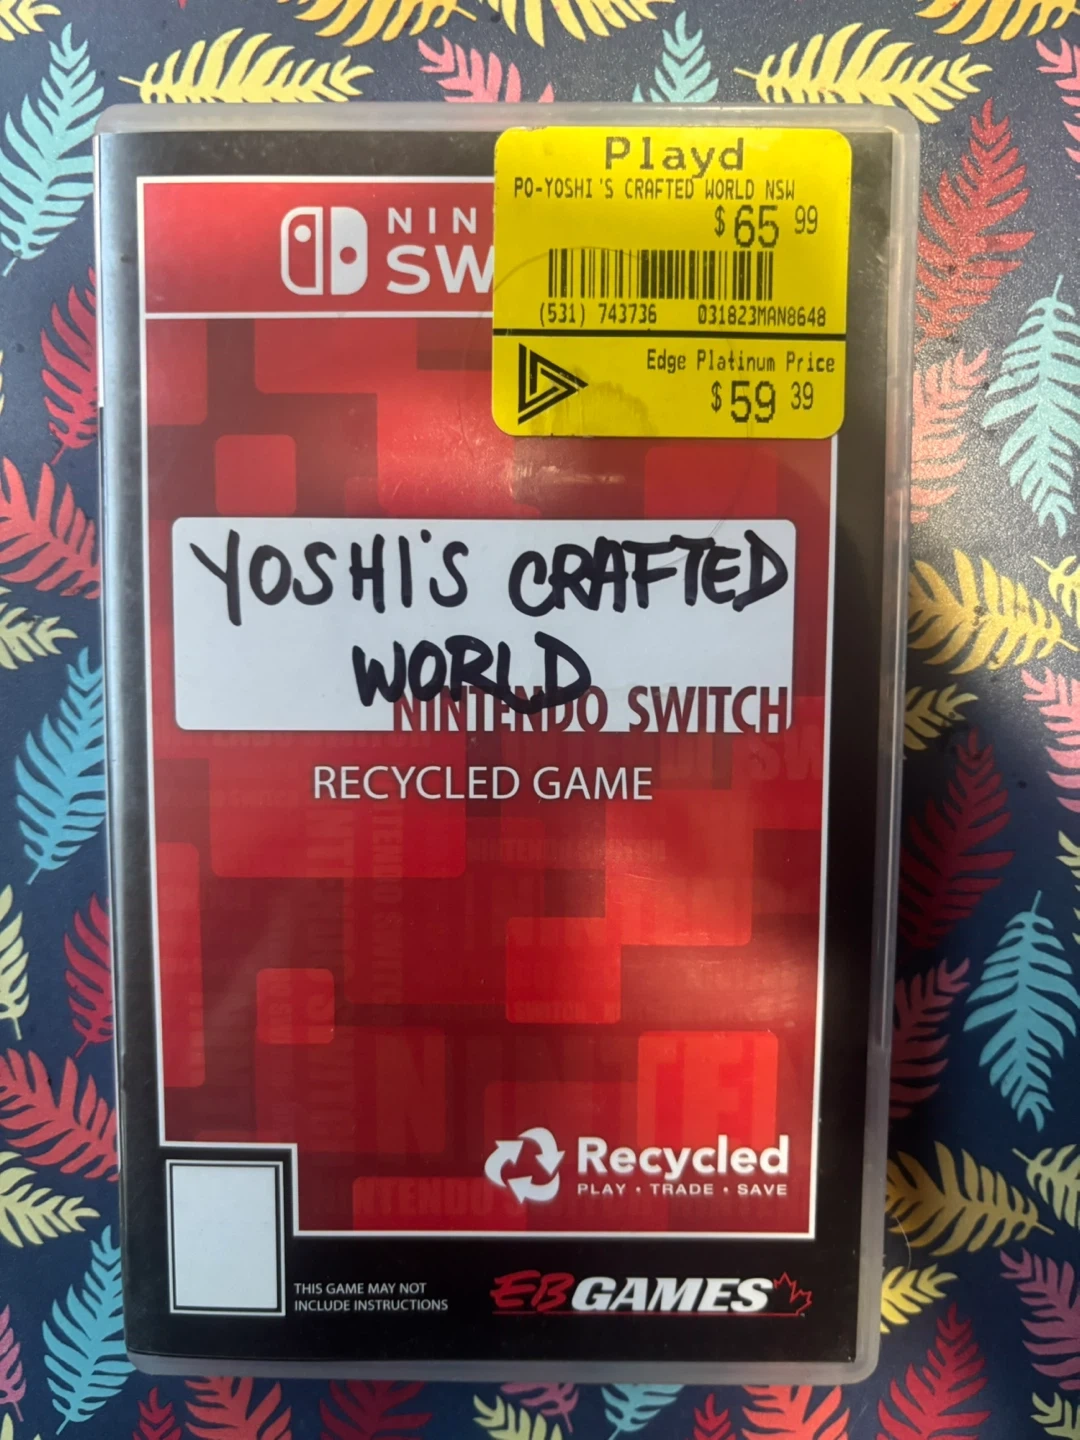 Playd
PO-YOSHI'S CRAFTED WORLD NSW
$65 99
(531) 743736 031823MAN8648
Edge Platinum Price
$59 39
YOSHI'S CRAFTED
WORLD
NINTENDO SWITCH
RECYCLED GAME
Recycled
PLAY · TRADE · SAVE
THIS GAME MAY NOT
INCLUDE INSTRUCTIONS
EB GAMES